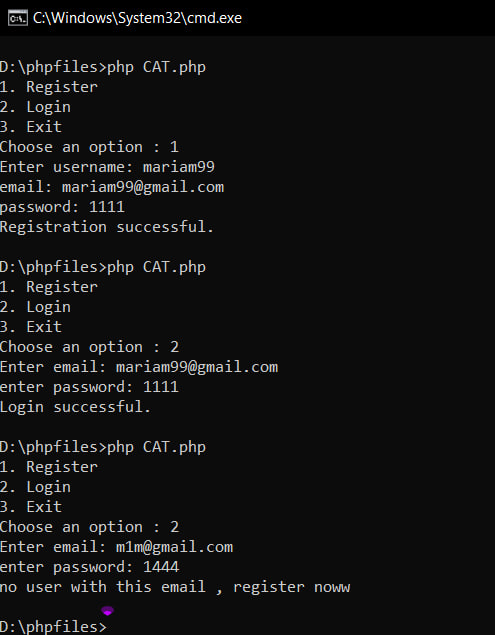 C:\Windows\System32\cmd.exe
D:\phpfiles>php CAT.php
1. Register
2. Login
3. Exit
Choose an option : 1
Enter username: mariam99
email: mariam99@gmail.com
password: 1111
Registration successful.
D:\phpfiles>php CAT.php
1. Register
2. Login
3. Exit
Choose an option : 2
Enter email: mariam99@gmail.com
enter password: 1111
Login successful.
D:\phpfiles>php CAT.php
1. Register
2. Login
3. Exit
Choose an option : 2
Enter email: m1m@gmail.com
enter password: 1444
no user with this email , register noww
D:\phpfiles>